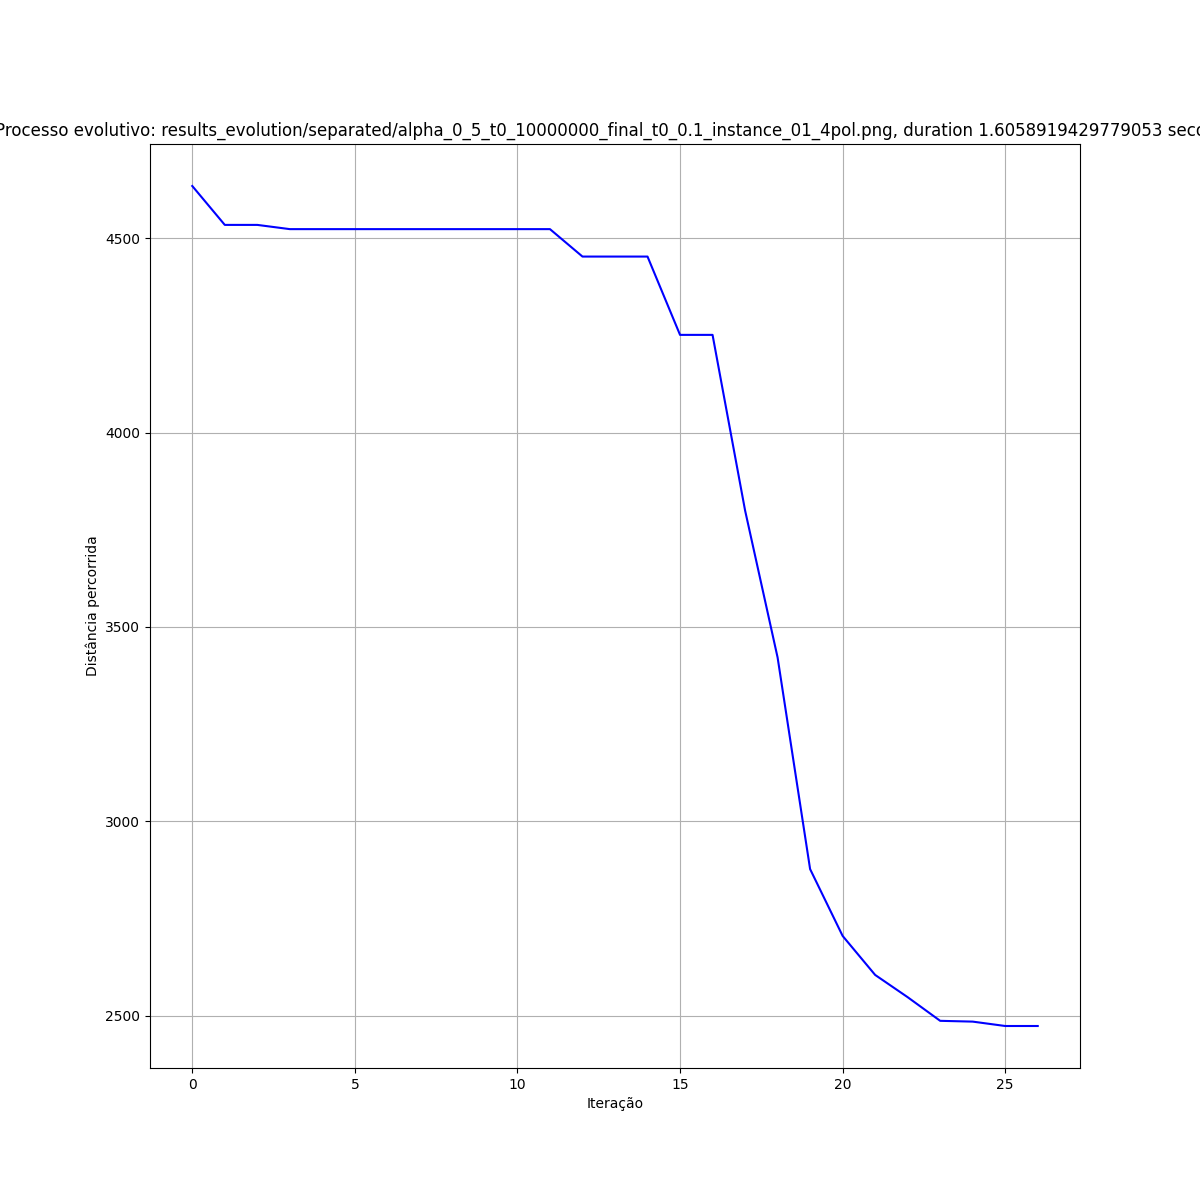 Processo evolutivo: results_evolution/separated/alpha_0_5_t0_10000000_final_t0_0.1_instance_01_4pol.png, duration 1.6058919429779053 seco
4500
4000
3500
3000
2500
Distância percorrida
0 5 10 15 20 25
Iteração